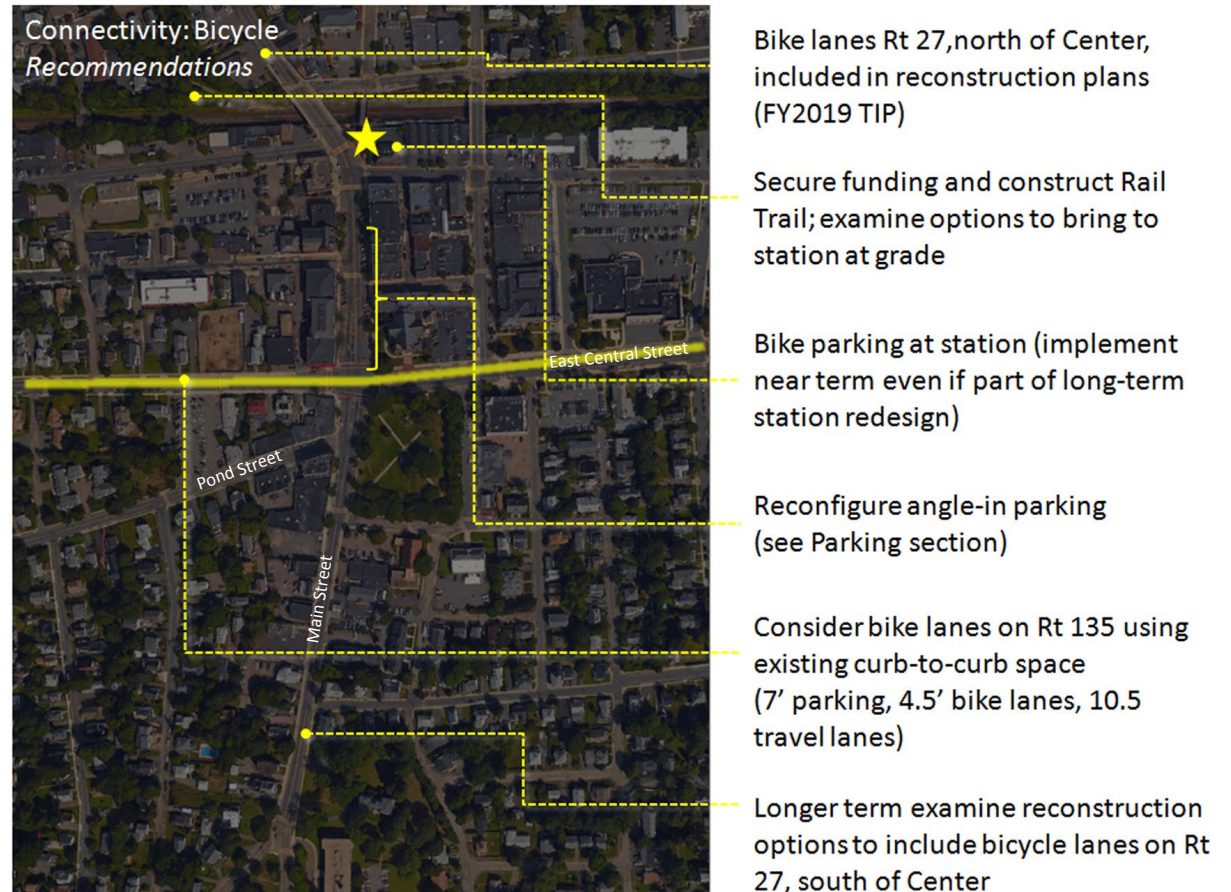 Connectivity: Bicycle
Recommendations
Bike lanes Rt 27,north of Center,
included in reconstruction plans
(FY2019 TIP)
Secure funding and construct Rail
Trail; examine options to bring to
station at grade
Bike parking at station (implement
near term even if part of long-term
station redesign)
Reconfigure angle-in parking
(see Parking section)
Consider bike lanes on Rt 135 using
existing curb-to-curb space
(7’ parking, 4.5’ bike lanes, 10.5
travel lanes)
Longer term examine reconstruction
options to include bicycle lanes on Rt
27, south of Center
East Central Street
Pond Street
Main Street